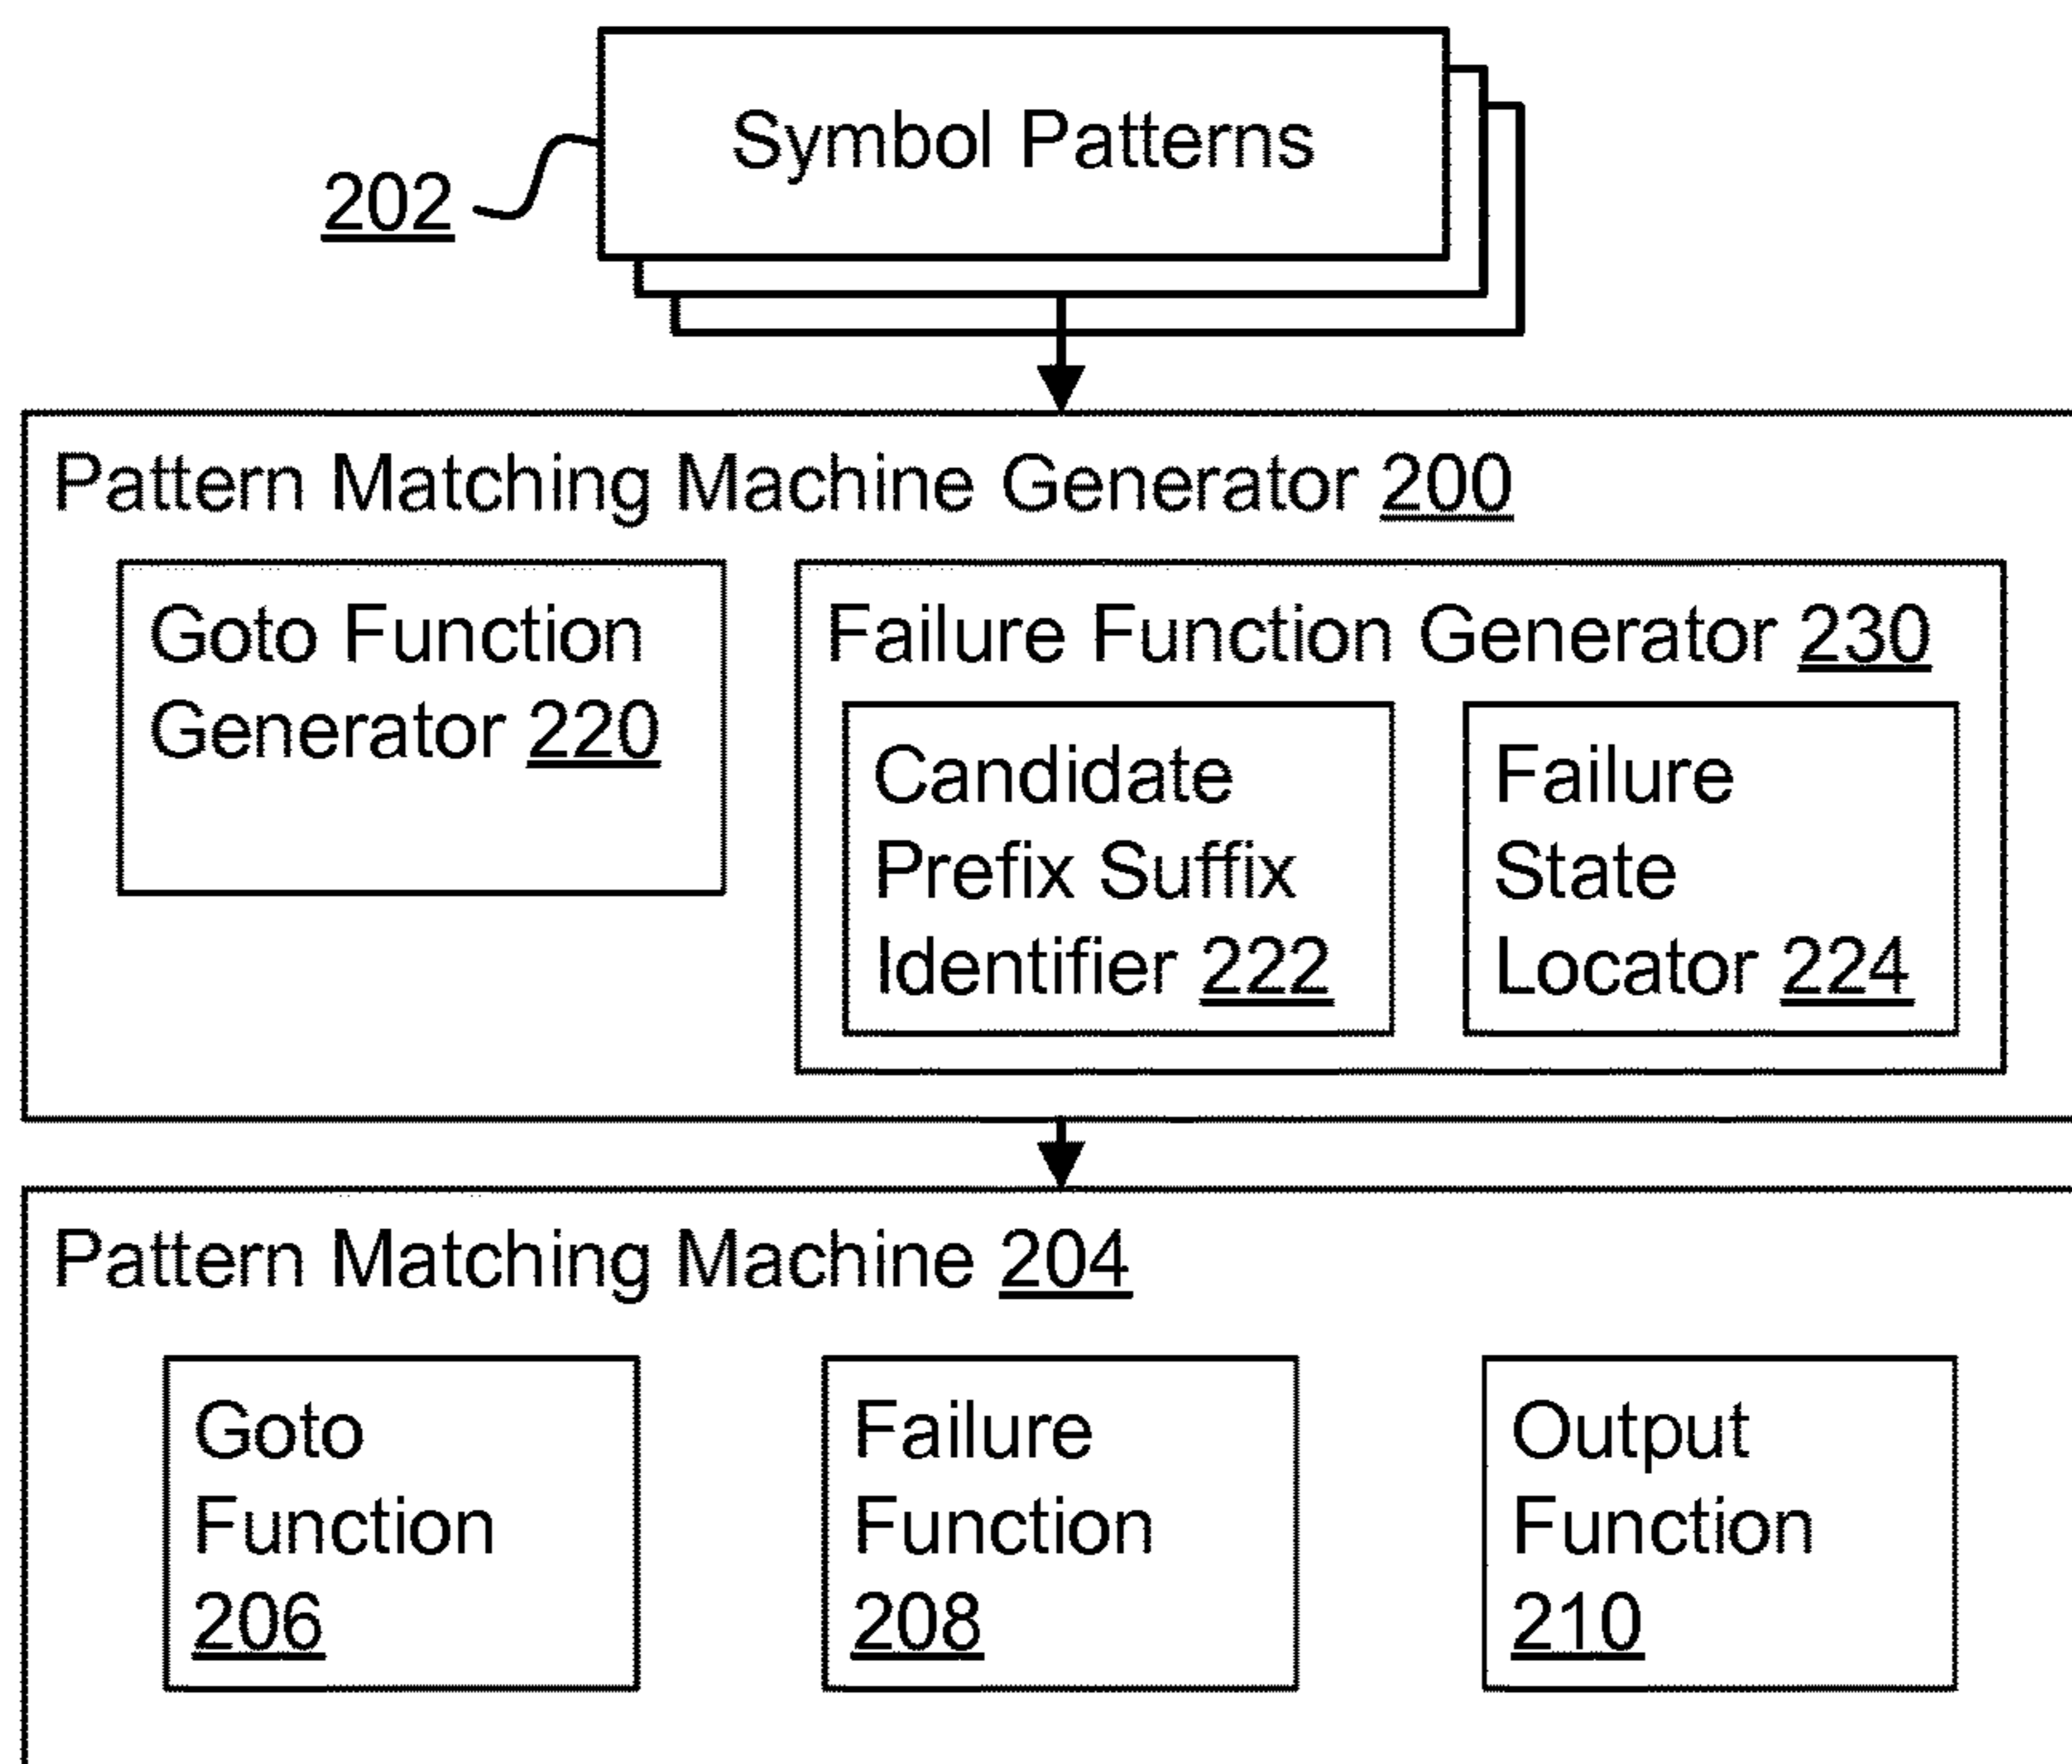 Symbol Patterns
202
Pattern Matching Machine Generator 200
Goto Function
Generator 220
Failure Function Generator 230
Candidate
Prefix Suffix
Identifier 222
Failure
State
Locator 224
Pattern Matching Machine 204
Goto
Function
206
Failure
Function
208
Output
Function
210